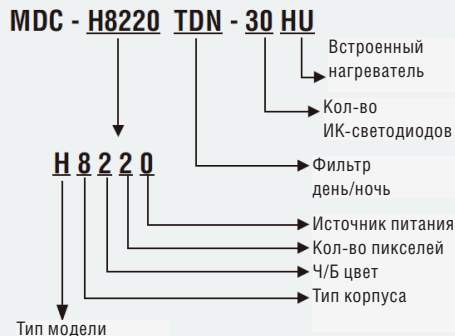 MDC - H8220 TDN - 30 HU
Встроенный
нагреватель
Кол-во
ИК-светодиодов
H 8 2 2 0
Фильтр
день/ночь
Источник питания
Кол-во пикселей
Ч/Б цвет
Тип корпуса
Тип модели